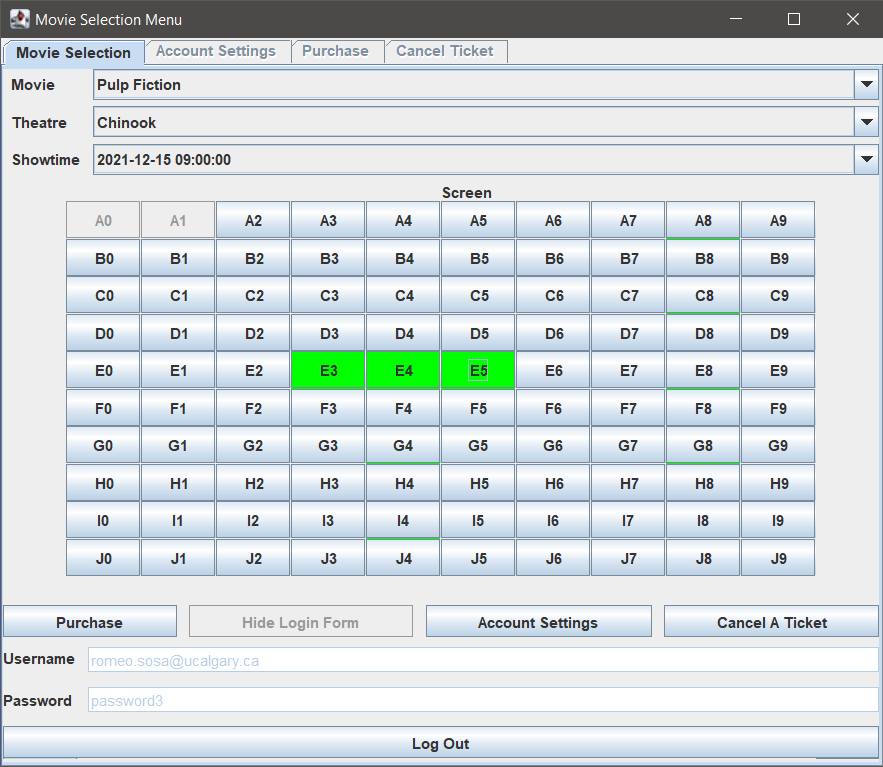 Movie Selection Menu
Movie Selection Account Settings Purchase Cancel Ticket
Movie Pulp Fiction
Theatre Chinook
Showtime 2021-12-15 09:00:00
Screen
A0 A1 A2 A3 A4 A5 A6 A7 A8 A9
B0 B1 B2 B3 B4 B5 B6 B7 B8 B9
C0 C1 C2 C3 C4 C5 C6 C7 C8 C9
D0 D1 D2 D3 D4 D5 D6 D7 D8 D9
E0 E1 E2 E3 E4 E5 E6 E7 E8 E9
F0 F1 F2 F3 F4 F5 F6 F7 F8 F9
G0 G1 G2 G3 G4 G5 G6 G7 G8 G9
H0 H1 H2 H3 H4 H5 H6 H7 H8 H9
I0 I1 I2 I3 I4 I5 I6 I7 I8 I9
J0 J1 J2 J3 J4 J5 J6 J7 J8 J9
Purchase Hide Login Form Account Settings Cancel A Ticket
Username romeo.sosa@ucalgary.ca
Password password3
Log Out